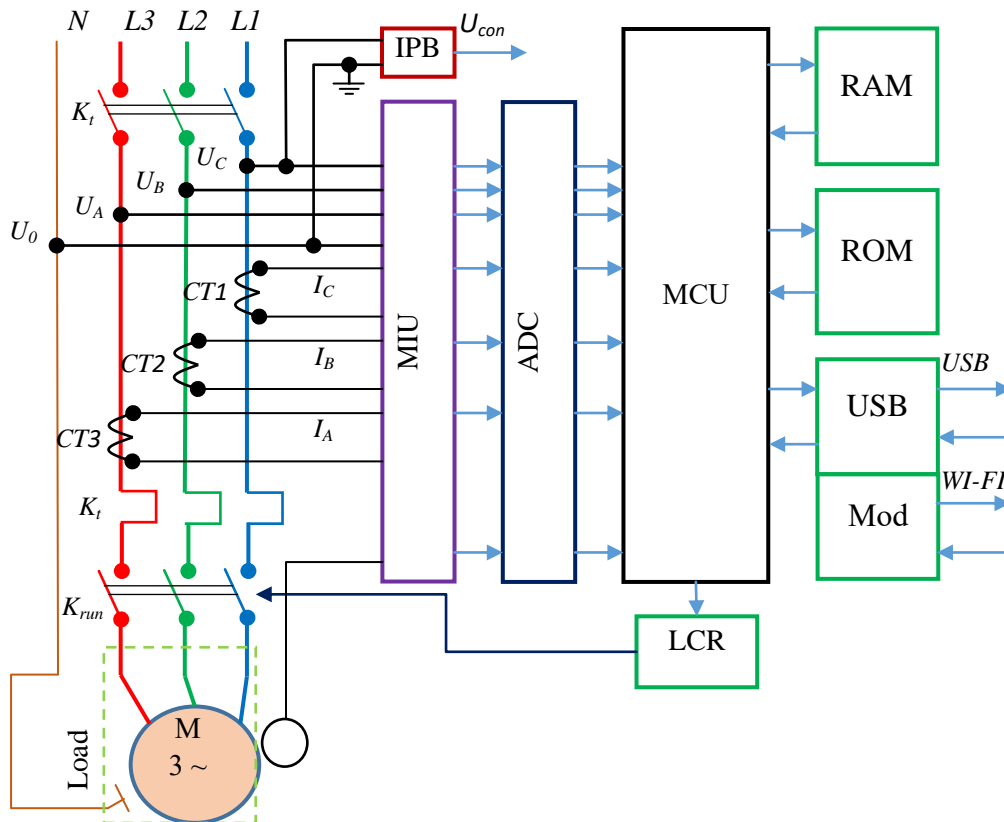 N L3 L2 L1
IPB
U_con
K_t
U_C
U_B
U_A
U_0
CT1
I_C
CT2
I_B
CT3
I_A
K_t
K_run
MIU
ADC
MCU
RAM
ROM
USB
USB
WI-FI
Mod
LCR
Load
M
3 ~